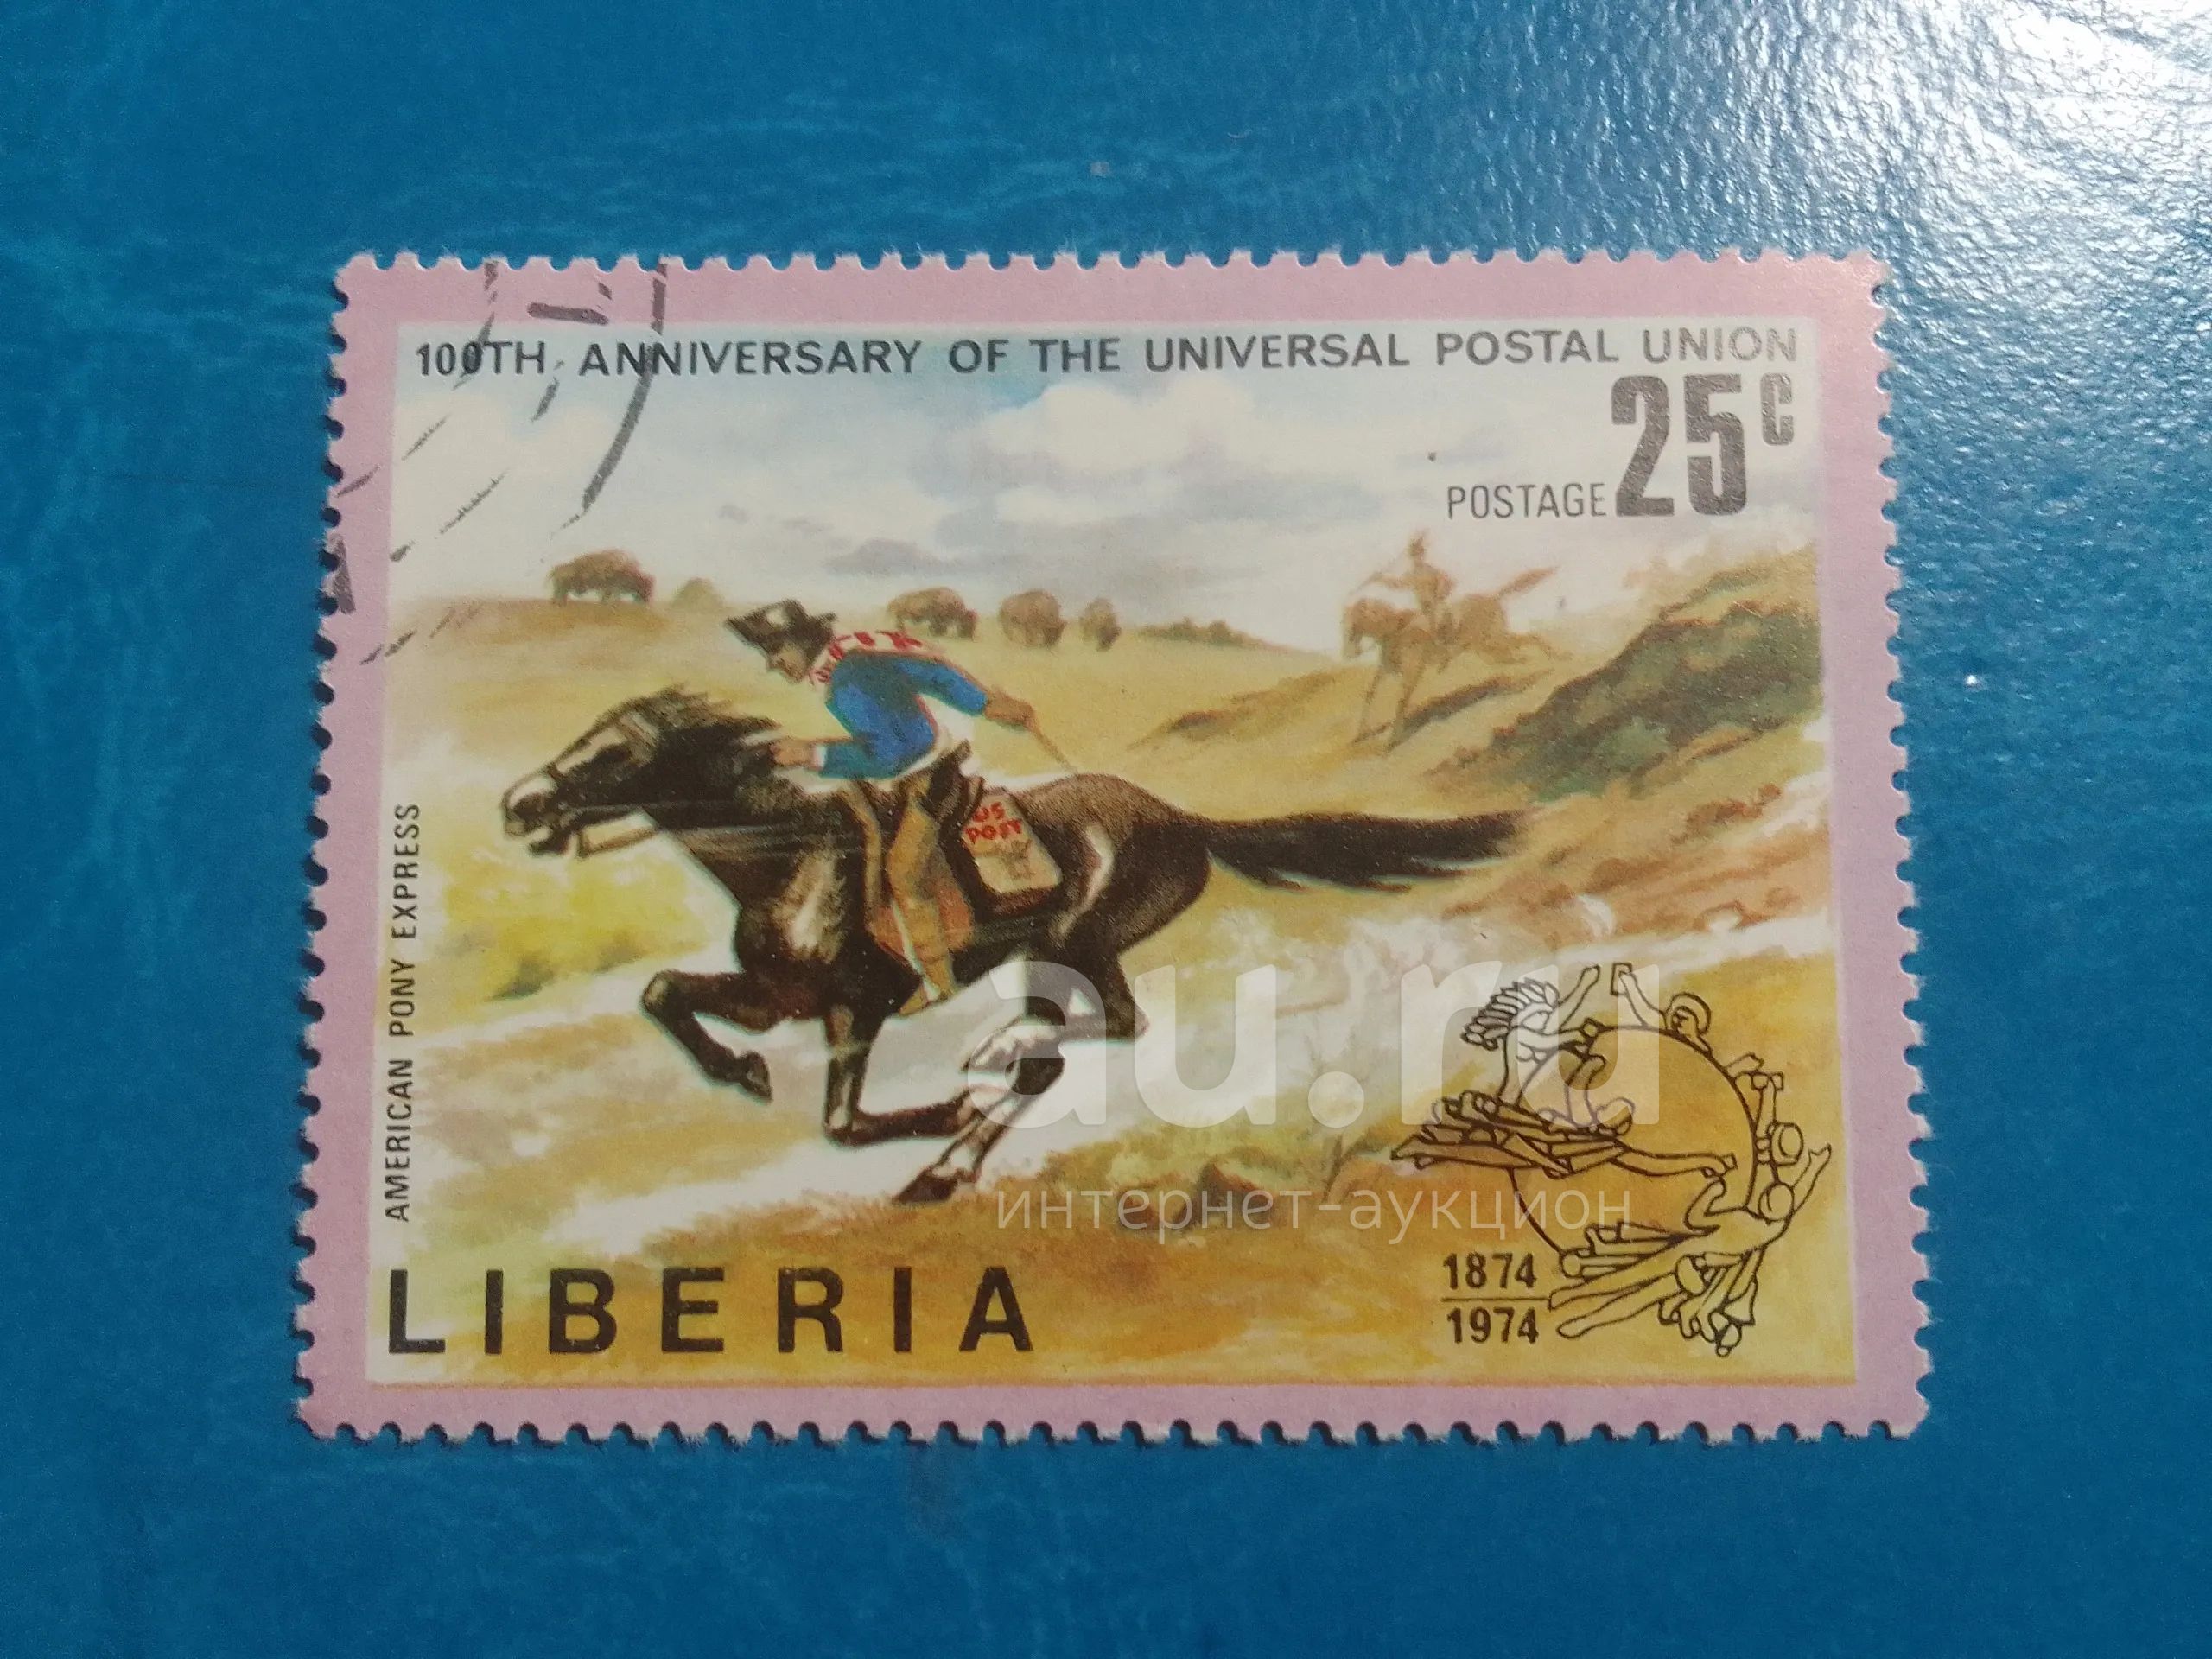 100TH ANNIVERSARY OF THE UNIVERSAL POSTAL UNION
25c
POSTAGE
US
POST
AMERICAN PONY EXPRESS
au.ru
интернет-аукцион
LIBERIA
1874
1974